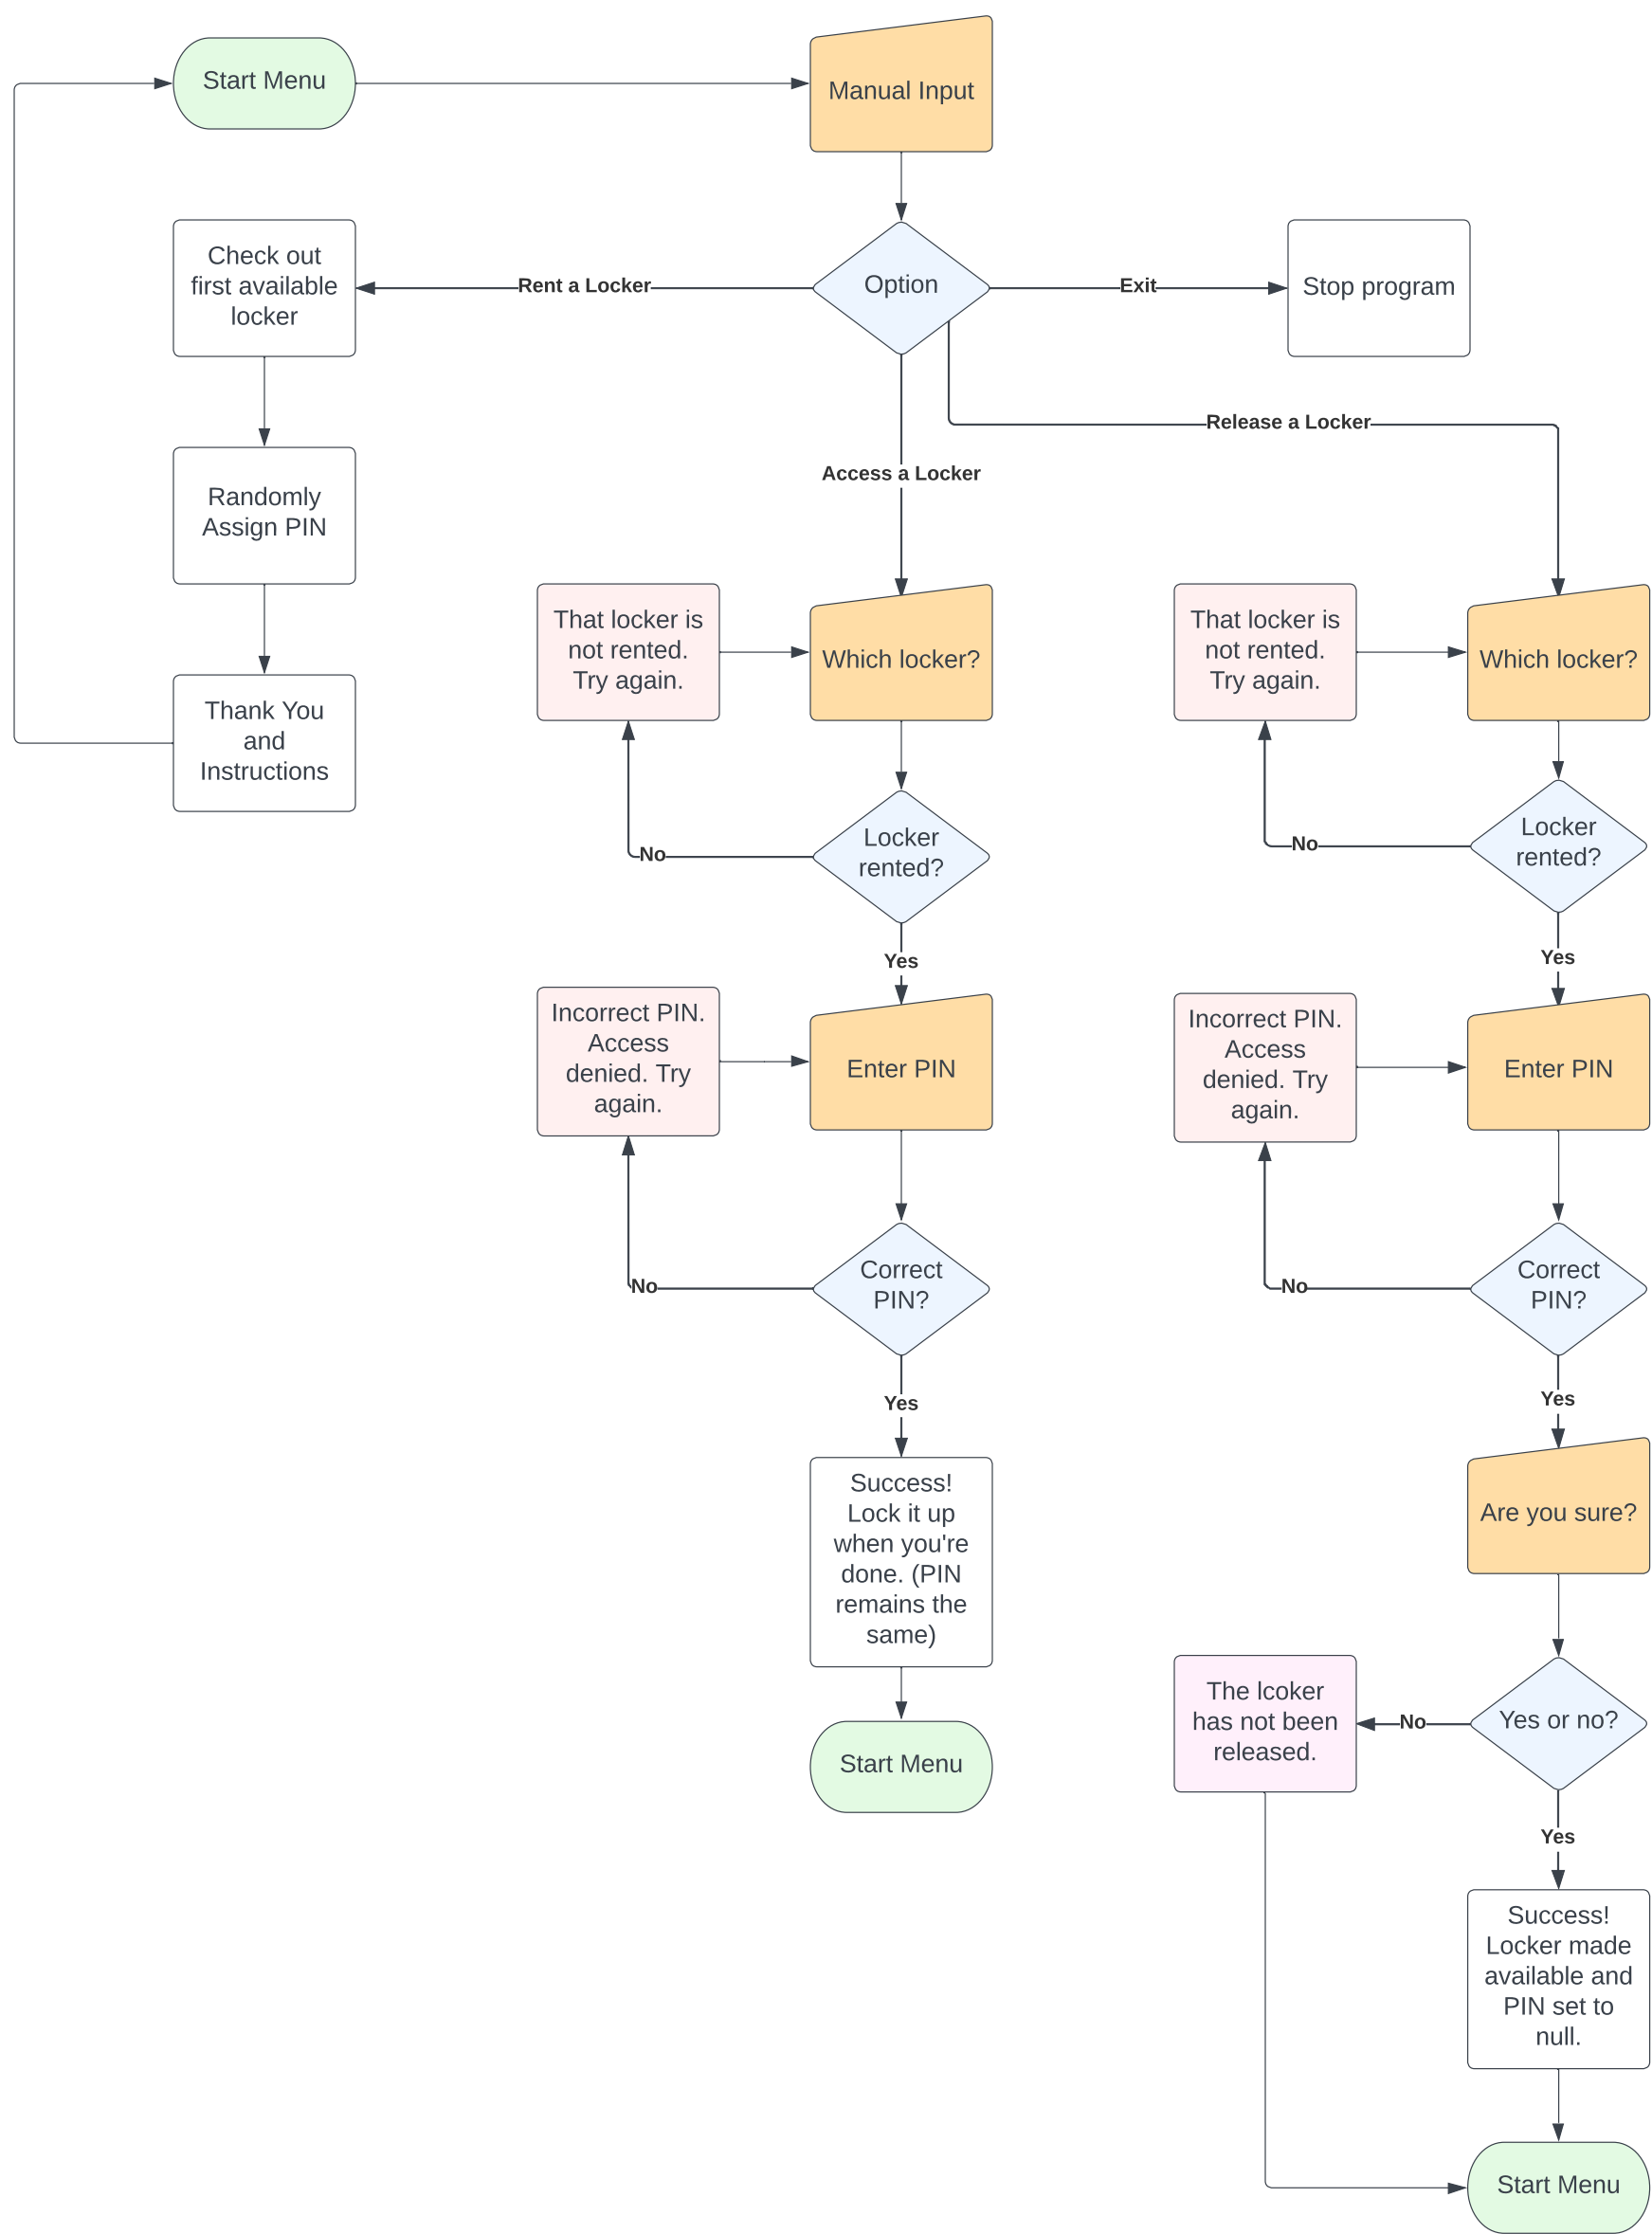 Start Menu
Manual Input
Check out
first available
locker
Rent a Locker
Option
Exit
Stop program
Release a Locker
Access a Locker
Randomly
Assign PIN
That locker is
not rented.
Try again.
Which locker?
That locker is
not rented.
Try again.
Which locker?
Thank You
and
Instructions
No
Locker
rented?
No
Locker
rented?
Yes
Yes
Incorrect PIN.
Access
denied. Try
again.
Enter PIN
Incorrect PIN.
Access
denied. Try
again.
Enter PIN
No
Correct
PIN?
No
Correct
PIN?
Yes
Yes
Success!
Lock it up
when you're
done. (PIN
remains the
same)
Are you sure?
Start Menu
The lcoker
has not been
released.
No
Yes or no?
Yes
Success!
Locker made
available and
PIN set to
null.
Start Menu